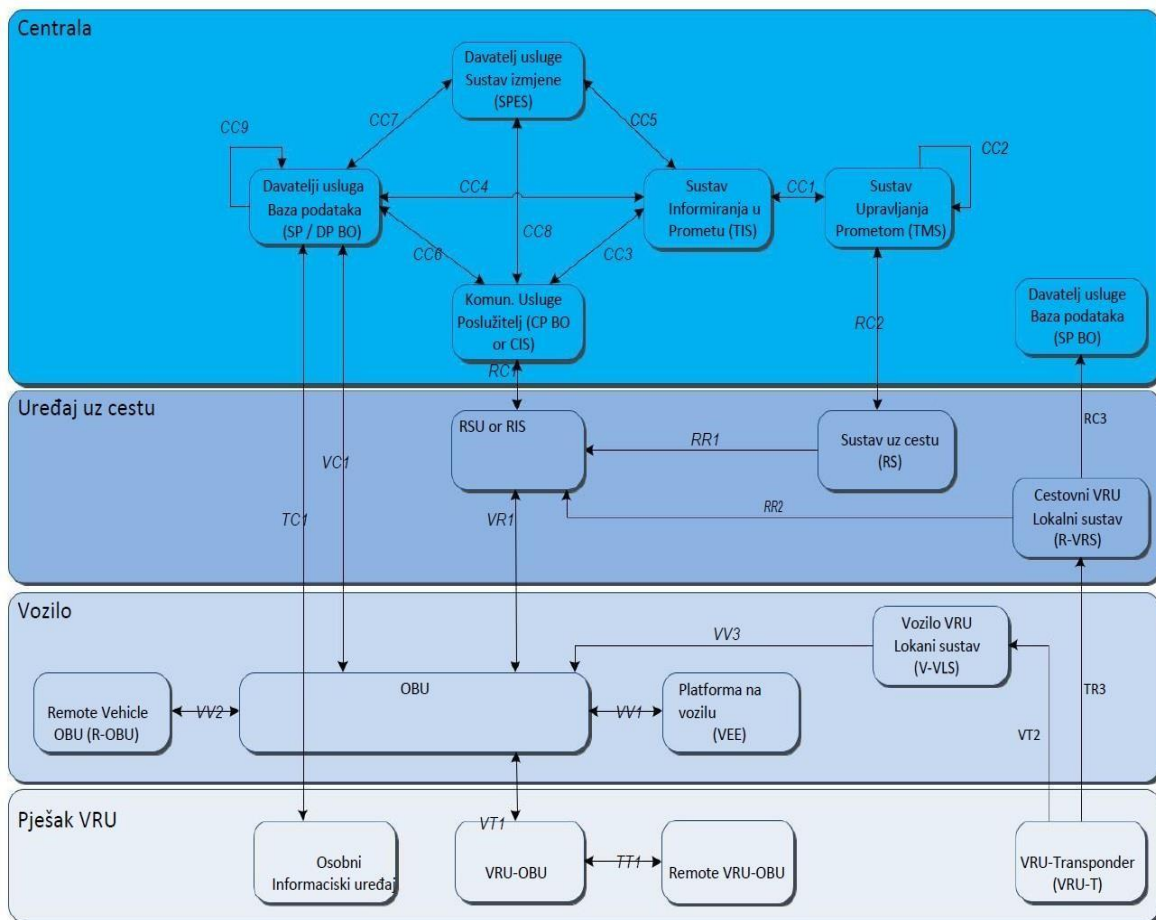 Centrala
Davatelj usluge
Sustav izmjene
(SPES)
CC9
CC7
CC5
CC2
Davatelji usluga
Baza podataka
(SP / DP BO)
CC4
Sustav
Informiranja u
Prometu (TIS)
CC1
Sustav
Upravljanja
Prometom (TMS)
CC6
CC8
CC3
Komun. Usluge
Poslužitelj (CP BO
or CIS)
Davatelj usluge
Baza podataka
(SP BO)
RC2
RC1
Uređaj uz cestu
RSU or RIS
RR1
Sustav uz cestu
(RS)
RC3
VC1
TC1
VR1
RR2
Cestovni VRU
Lokalni sustav
(R-VRS)
Vozilo
VV3
Vozilo VRU
Lokani sustav
(V-VLS)
OBU
Remote Vehicle
OBU (R-OBU)
VV2
VV1
Platforma na
vozilu
(VEE)
TR3
VT2
Pješak VRU
VT1
Osobni
Informaciski uređaj
VRU-OBU
TT1
Remote VRU-OBU
VRU-Transponder
(VRU-T)